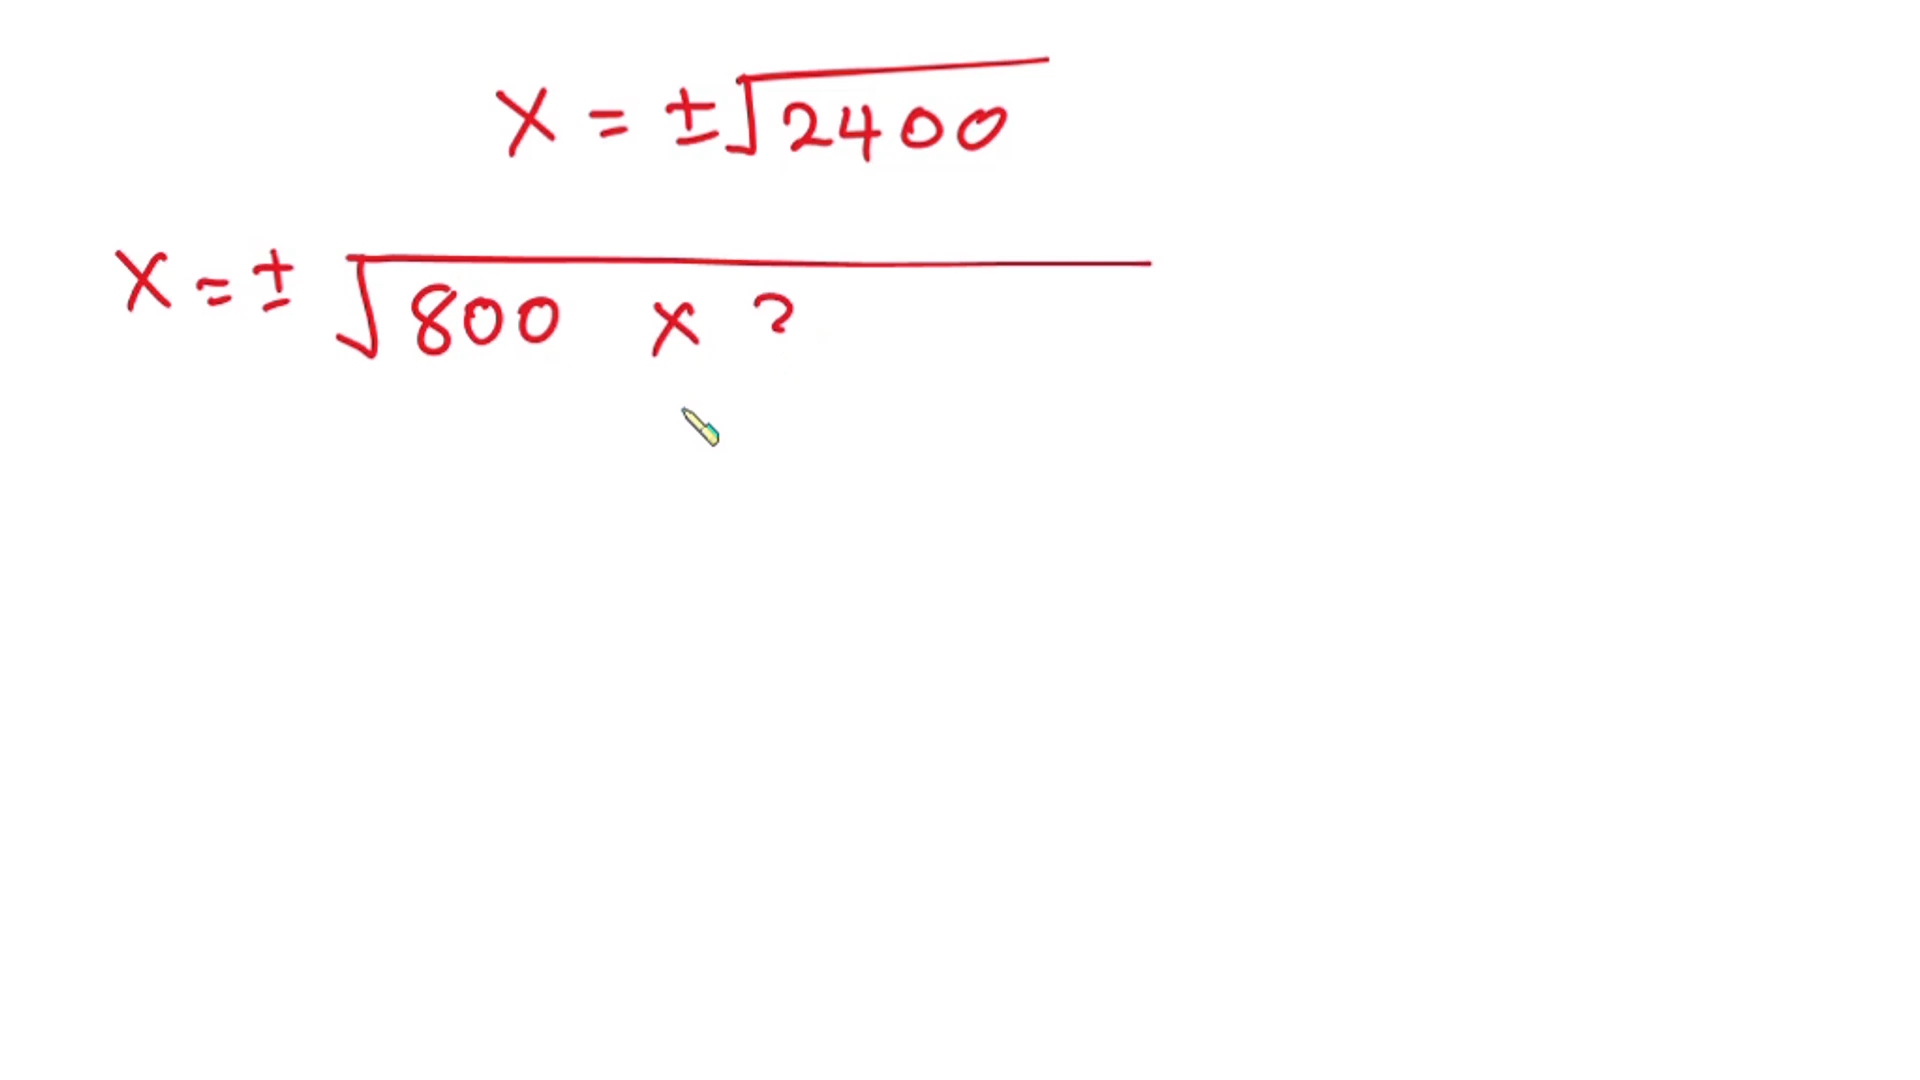 X = ±√2400
X = ± √800 x ?